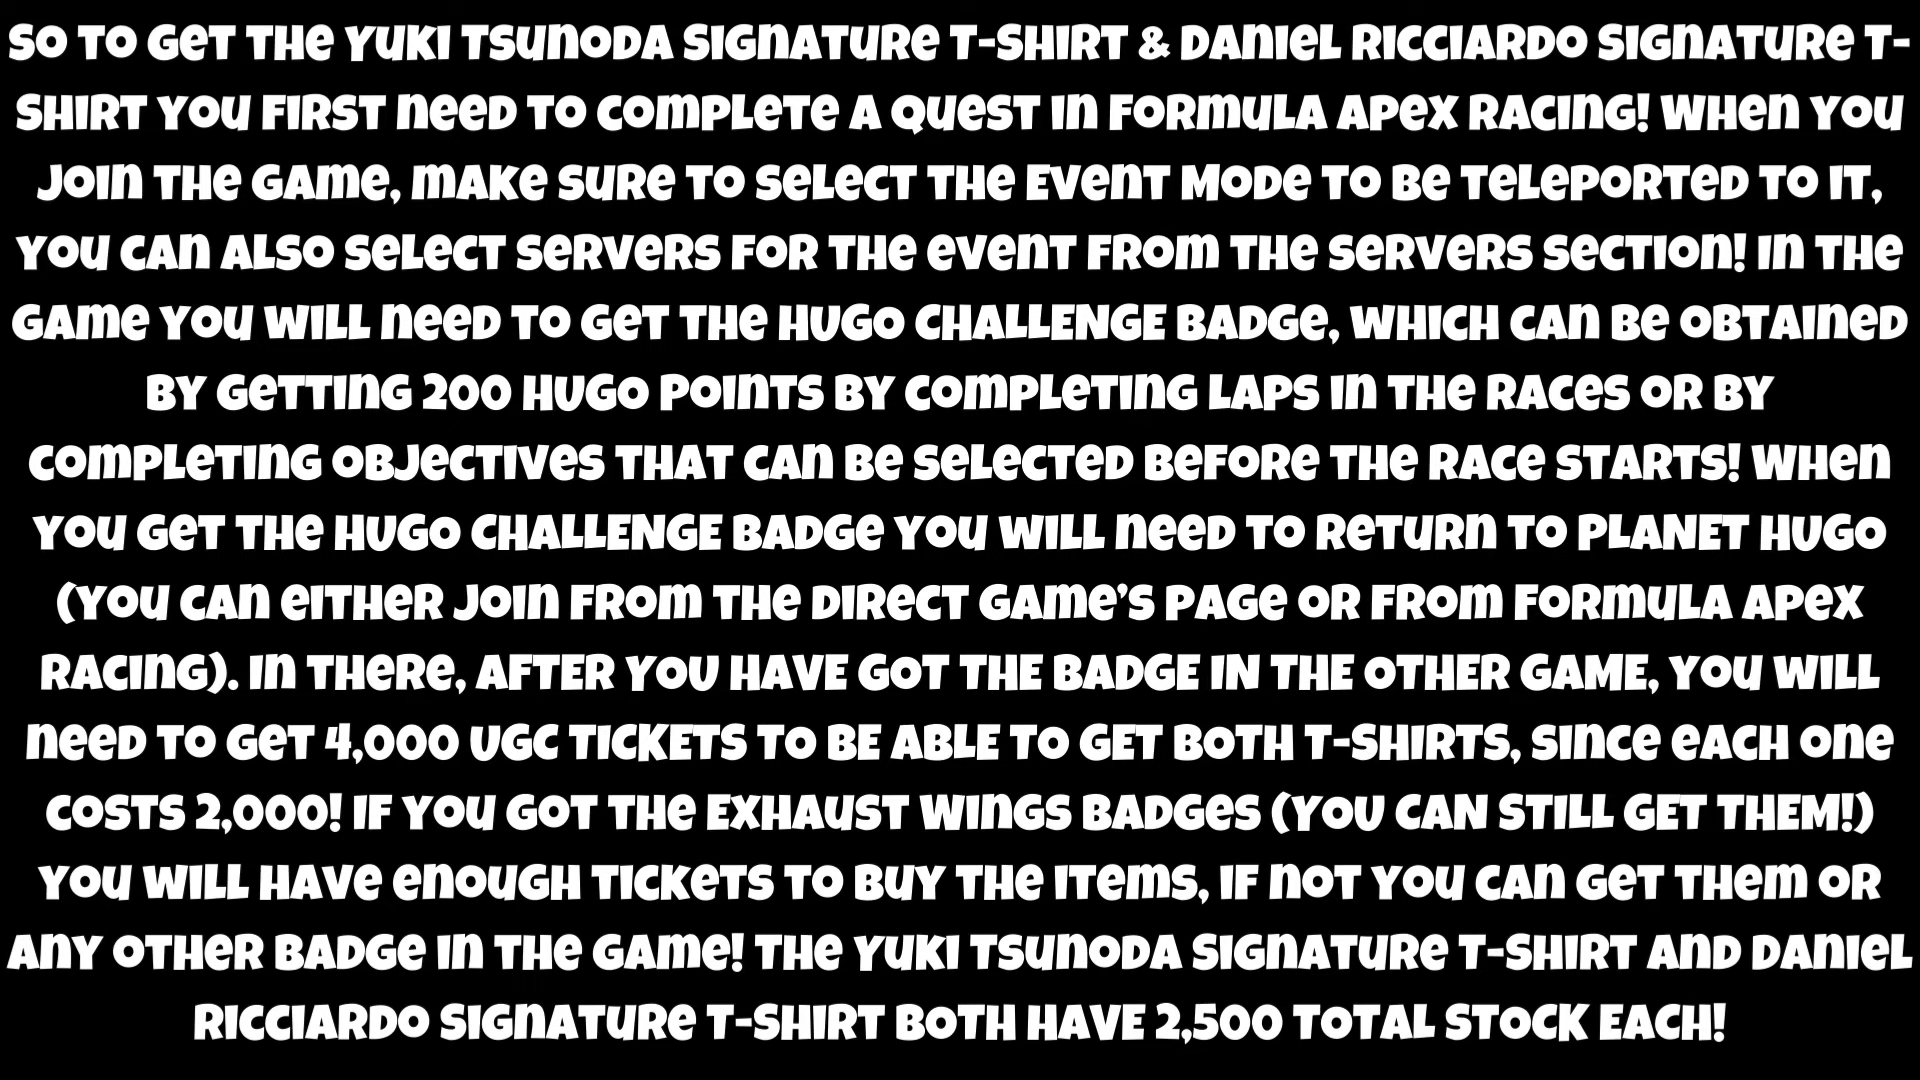 SO TO GET THE YUKI TSUNODA SIGNATURE T-SHIRT & DANIEL RICCIARDO SIGNATURE T-
SHIRT YOU FIRST NEED TO COMPLETE A QUEST IN FORMULA APEX RACING! WHEN YOU
JOIN THE GAME, MAKE SURE TO SELECT THE EVENT MODE TO BE TELEPORTED TO IT,
YOU CAN ALSO SELECT SERVERS FOR THE EVENT FROM THE SERVERS SECTION! IN THE
GAME YOU WILL NEED TO GET THE HUGO CHALLENGE BADGE, WHICH CAN BE OBTAINED
BY GETTING 200 HUGO POINTS BY COMPLETING LAPS IN THE RACES OR BY
COMPLETING OBJECTIVES THAT CAN BE SELECTED BEFORE THE RACE STARTS! WHEN
YOU GET THE HUGO CHALLENGE BADGE YOU WILL NEED TO RETURN TO PLANET HUGO
(YOU CAN EITHER JOIN FROM THE DIRECT GAME'S PAGE OR FROM FORMULA APEX
RACING). IN THERE, AFTER YOU HAVE GOT THE BADGE IN THE OTHER GAME, YOU WILL
NEED TO GET 4,000 UGC TICKETS TO BE ABLE TO GET BOTH T-SHIRTS, SINCE EACH ONE
COSTS 2,000! IF YOU GOT THE EXHAUST WINGS BADGES (YOU CAN STILL GET THEM!)
YOU WILL HAVE ENOUGH TICKETS TO BUY THE ITEMS, IF NOT YOU CAN GET THEM OR
ANY OTHER BADGE IN THE GAME! THE YUKI TSUNODA SIGNATURE T-SHIRT AND DANIEL
RICCIARDO SIGNATURE T-SHIRT BOTH HAVE 2,500 TOTAL STOCK EACH!